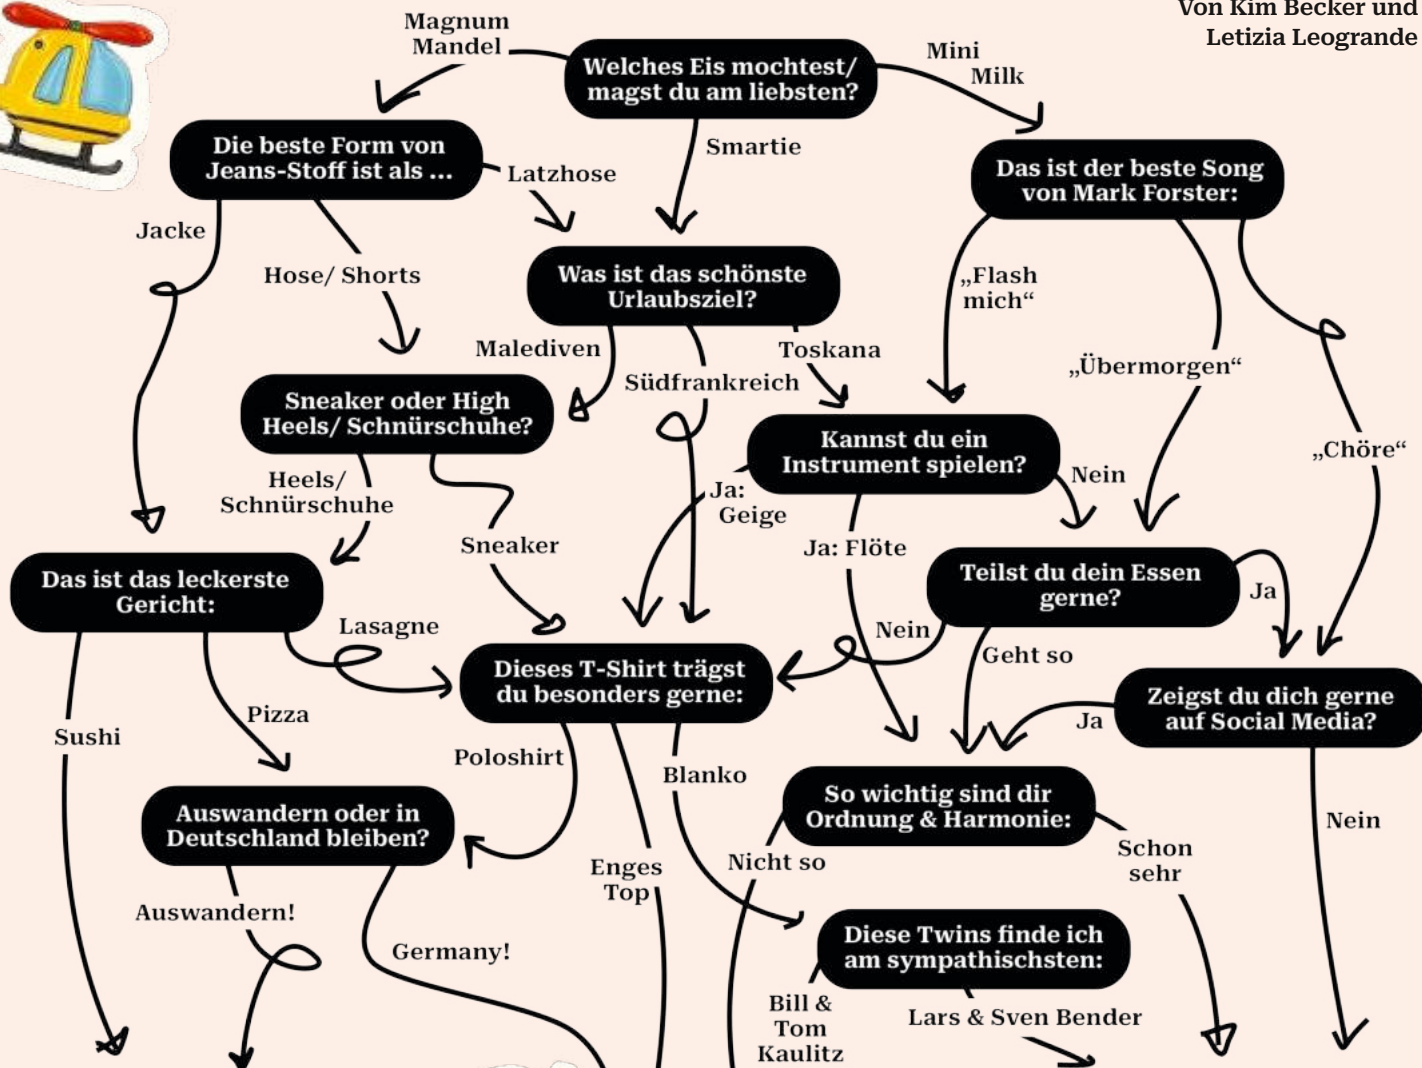 Von Kim Becker und
Letizia Leogrande
Magnum
Mandel
Welches Eis mochtest/
magst du am liebsten?
Mini
Milk
Smartie
Die beste Form von
Jeans-Stoff ist als ...
Latzhose
Das ist der beste Song
von Mark Forster:
Jacke
Hose/ Shorts
Was ist das schönste
Urlaubsziel?
„Flash
mich“
Malediven
Südfrankreich
Toskana
„Übermorgen“
„Chöre“
Sneaker oder High
Heels/ Schnürschuhe?
Kannst du ein
Instrument spielen?
Heels/
Schnürschuhe
Sneaker
Ja:
Geige
Ja: Flöte
Nein
Das ist das leckerste
Gericht:
Teilst du dein Essen
gerne?
Ja
Lasagne
Nein
Geht so
Dieses T-Shirt trägst
du besonders gerne:
Zeigst du dich gerne
auf Social Media?
Sushi
Pizza
Poloshirt
Blanko
Ja
Auswandern oder in
Deutschland bleiben?
So wichtig sind dir
Ordnung & Harmonie:
Nein
Enges
Top
Nicht so
Schon
sehr
Auswandern!
Germany!
Diese Twins finde ich
am sympathischsten:
Bill &
Tom
Kaulitz
Lars & Sven Bender